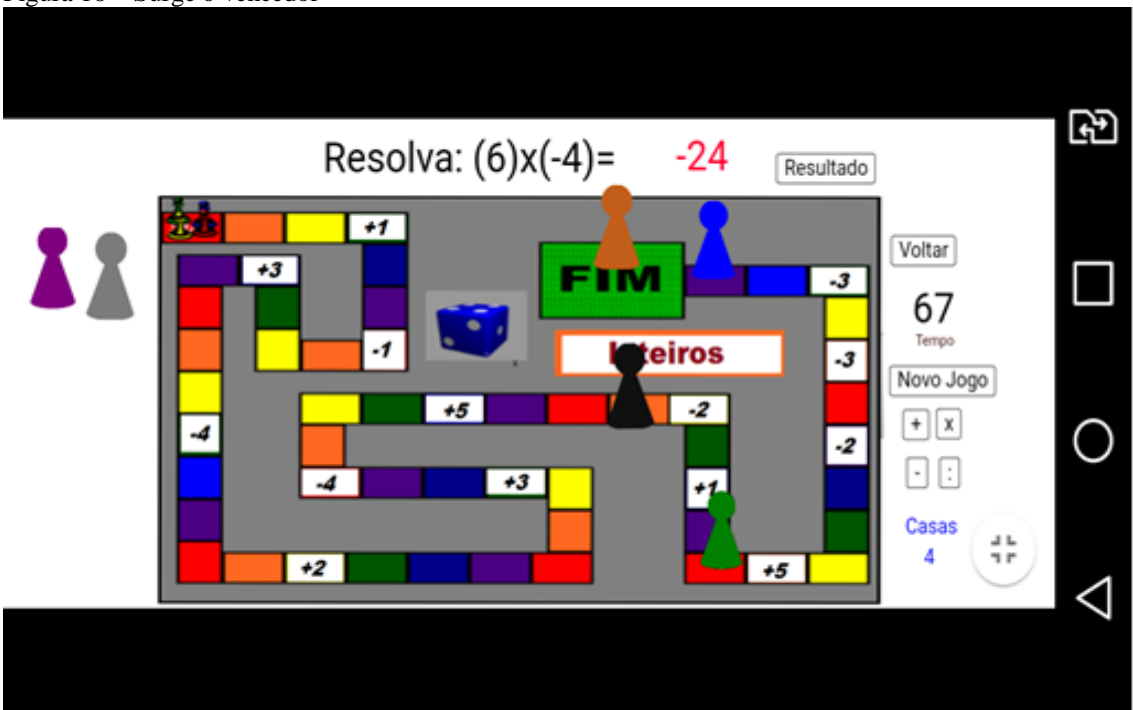 Figura 16 – Surge o vencedor
Resolva: (6)x(-4)= -24
Resultado
+1
+3
FIM
-3
Voltar
67
Tempo
-1
-3
Novo Jogo
+5
-2
+ x
-4
-2
- :
-4
+3
+1
Casas
4
+2
+5